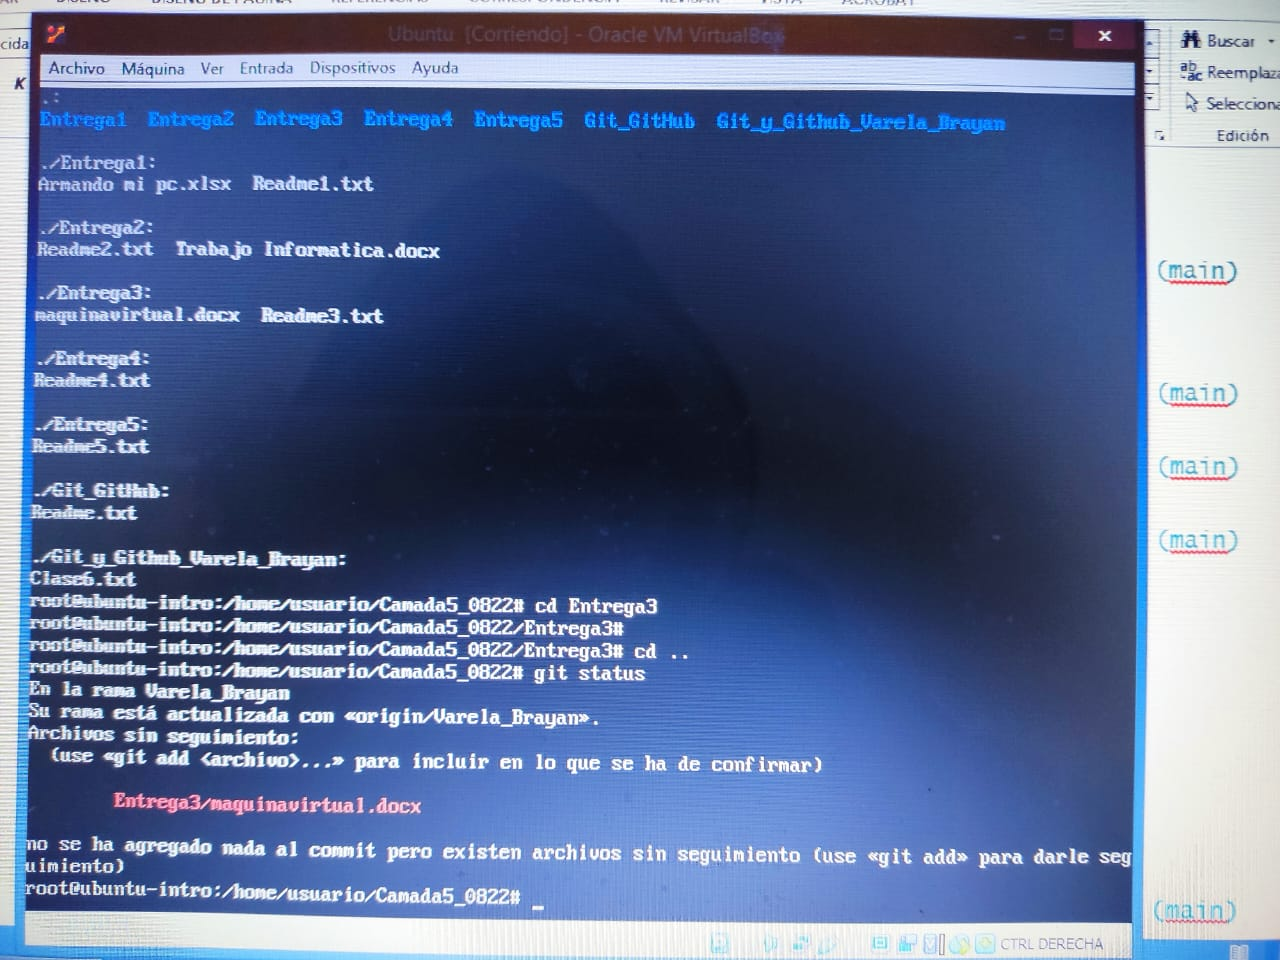 Ubuntu [Corriendo] - Oracle VM VirtualBox
Archivo Máquina Ver Entrada Dispositivos Ayuda
.:
Entrega1 Entrega2 Entrega3 Entrega4 Entrega5 Git_GitHub Git_y_Github_Varela_Brayan
./Entrega1:
Armando mi pc.xlsx Readme1.txt
./Entrega2:
Readme2.txt Trabajo Informatica.docx
./Entrega3:
maquinavirtual.docx Readme3.txt
./Entrega4:
Readme4.txt
./Entrega5:
Readme5.txt
./Git_GitHub:
Readme.txt
./Git_y_Github_Varela_Brayan:
Clase6.txt
root@ubuntu-intro:/home/usuario/Camada5_0822# cd Entrega3
root@ubuntu-intro:/home/usuario/Camada5_0822/Entrega3#
root@ubuntu-intro:/home/usuario/Camada5_0822/Entrega3# cd ..
root@ubuntu-intro:/home/usuario/Camada5_0822# git status
En la rama Varela_Brayan
Su rama está actualizada con «origin/Varela_Brayan».
Archivos sin seguimiento:
(use «git add <archivo>...» para incluir en lo que se ha de confirmar)
Entrega3/maquinavirtual.docx
no se ha agregado nada al commit pero existen archivos sin seguimiento (use «git add» para darle seg
uimiento)
root@ubuntu-intro:/home/usuario/Camada5_0822# _
CTRL DERECHA
cida
K
Buscar
Reemplaza
Selecciona
Edición
(main)
(main)
(main)
(main)
(main)